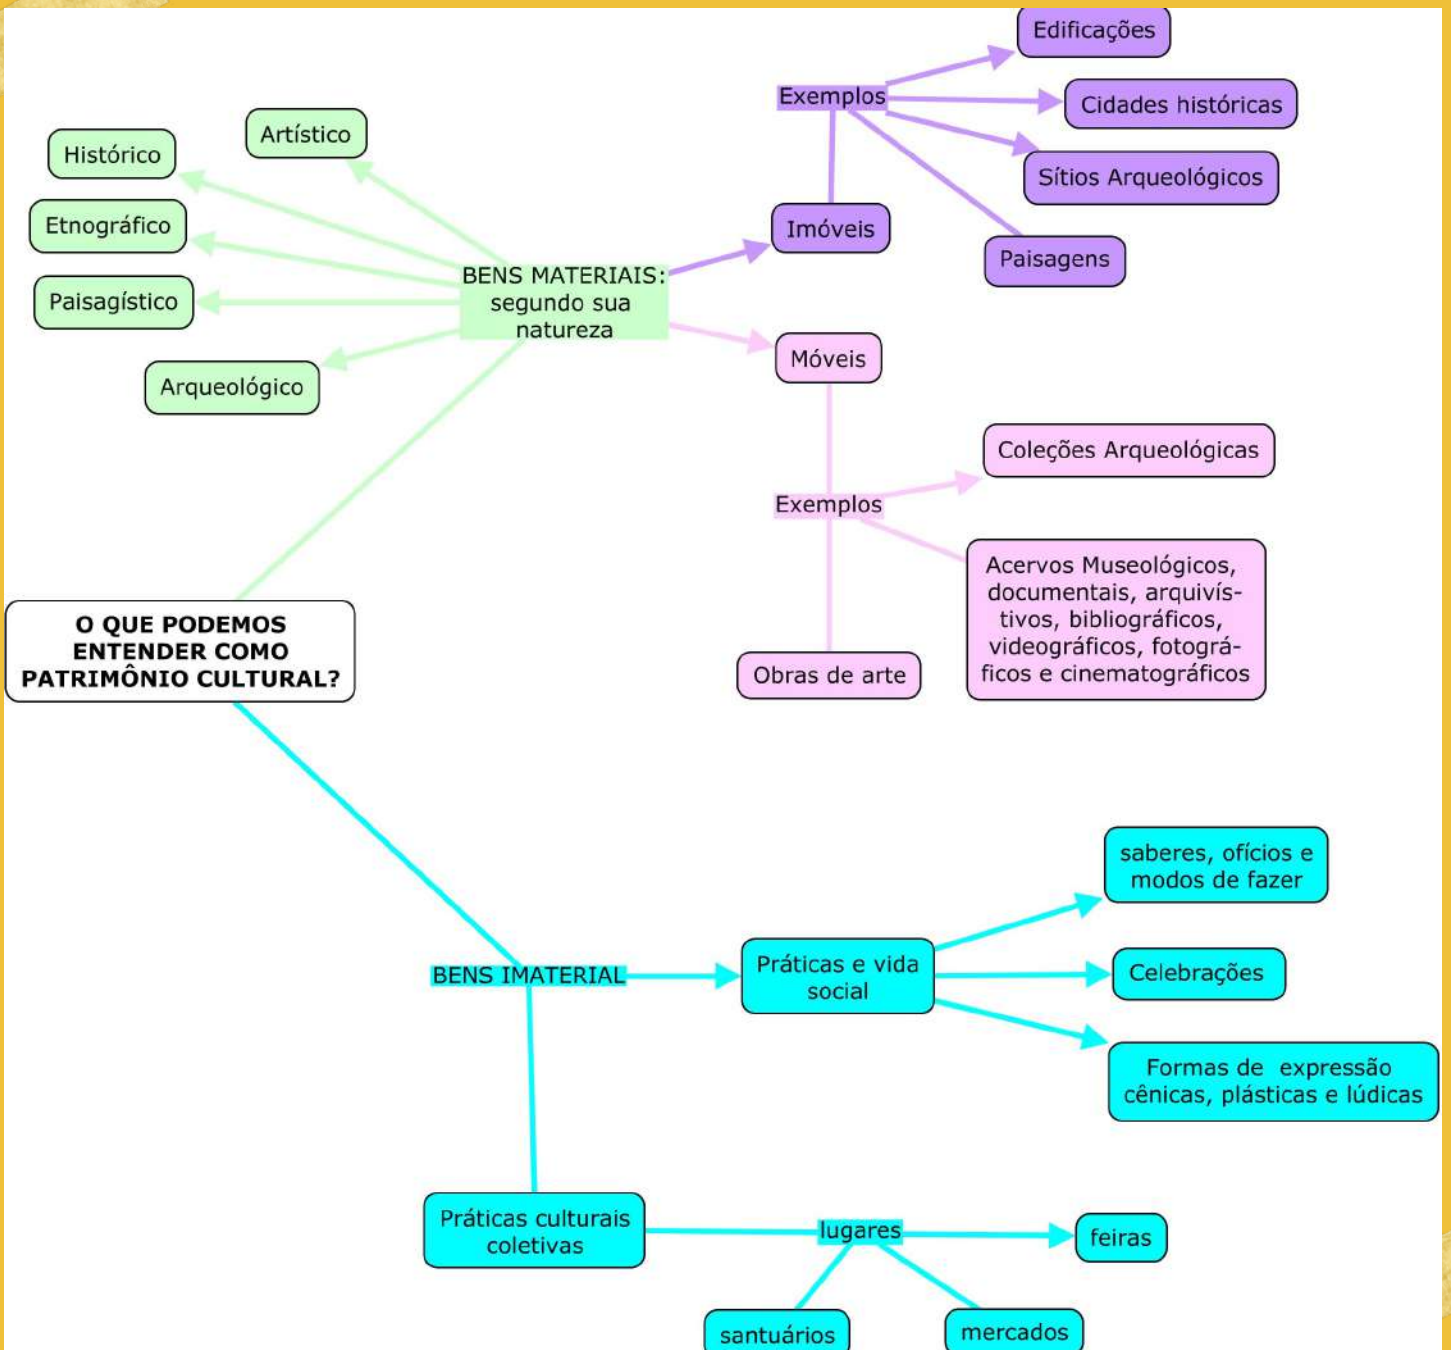 Edificações
Exemplos
Cidades históricas
Artístico
Histórico
Sítios Arqueológicos
Etnográfico
Imóveis
Paisagens
BENS MATERIAIS:
segundo sua
natureza
Paisagístico
Móveis
Arqueológico
Coleções Arqueológicas
Exemplos
Acervos Museológicos,
documentais, arquivís-
tivos, bibliográficos,
videográficos, fotográ-
ficos e cinematográficos
Obras de arte
O QUE PODEMOS
ENTENDER COMO
PATRIMÔNIO CULTURAL?
saberes, ofícios e
modos de fazer
BENS IMATERIAL
Práticas e vida
social
Celebrações
Formas de  expressão
cênicas, plásticas e lúdicas
Práticas culturais
coletivas
lugares
feiras
santuários
mercados